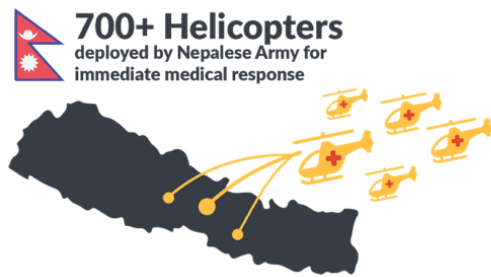 700+ Helicopters
deployed by Nepalese Army for
immediate medical response